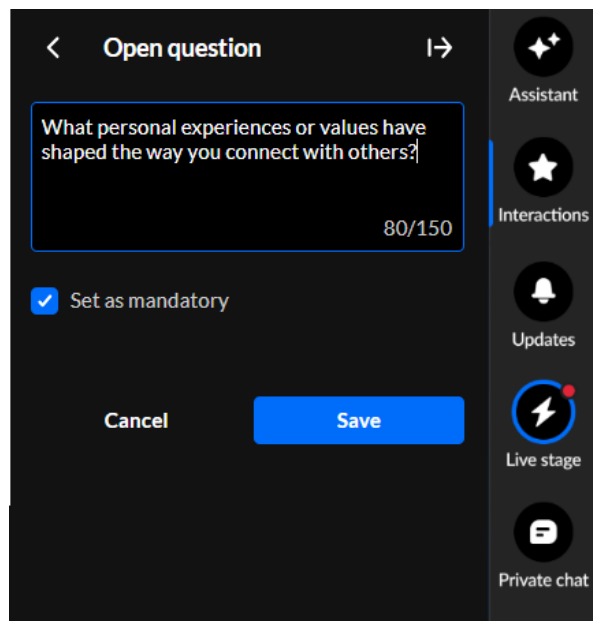 Open question
What personal experiences or values have
shaped the way you connect with others?
80/150
Set as mandatory
Cancel
Save
Assistant
Interactions
Updates
Live stage
Private chat